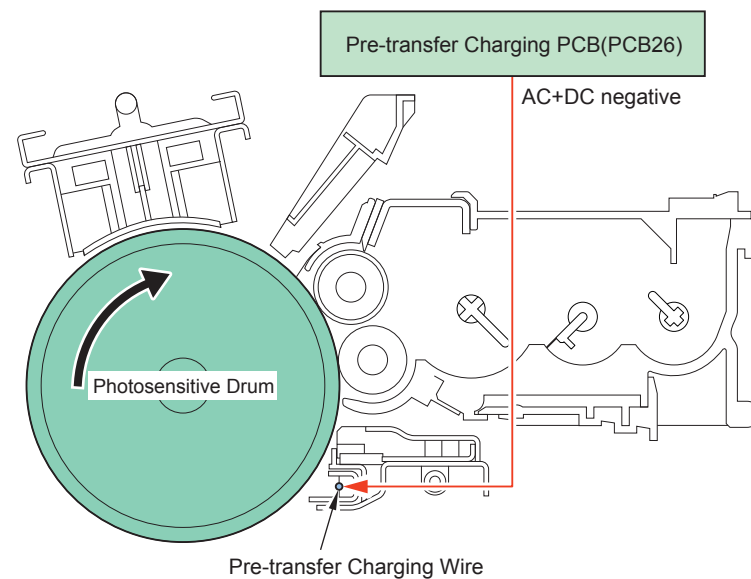 Pre-transfer Charging PCB(PCB26)
AC+DC negative
Photosensitive Drum
Pre-transfer Charging Wire